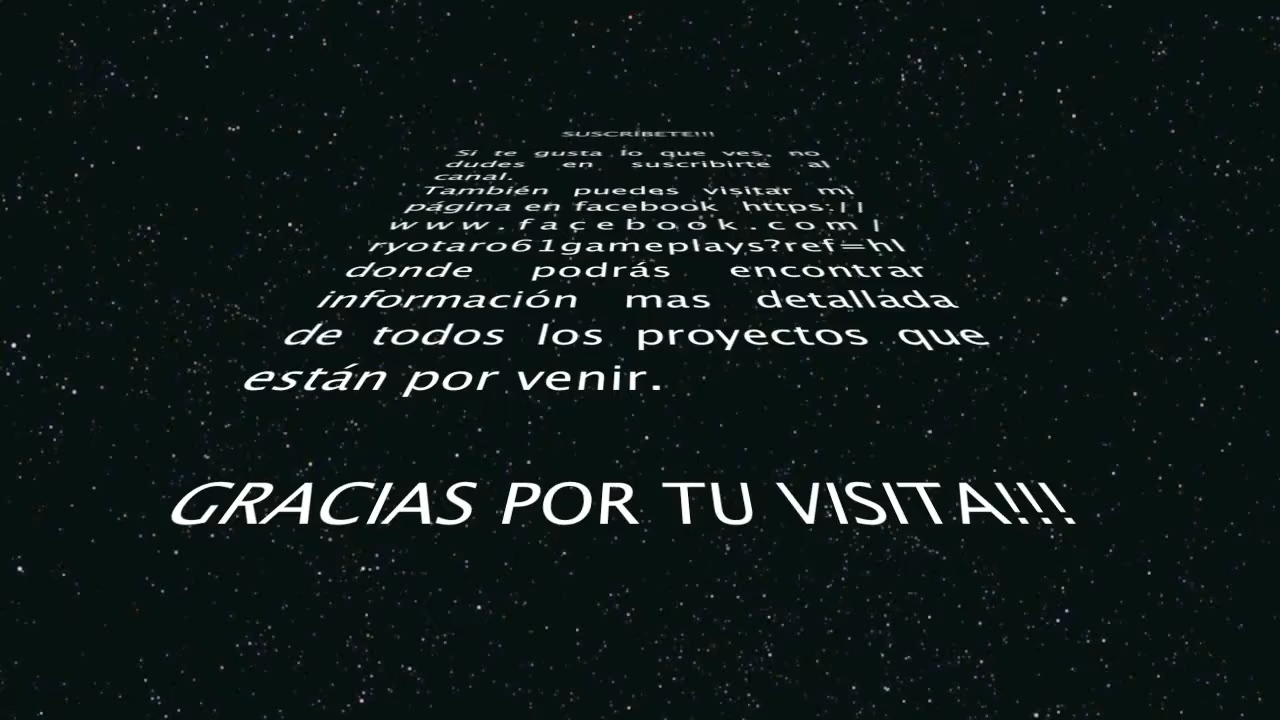 SUSCRÍBETE!!!
Si te gusta lo que ves, no
dudes en suscribirte al
canal.
También puedes visitar mi
página en facebook https://
www.facebook.com/
ryotaro61gameplays?ref=hl
donde podrás encontrar
información mas detallada
de todos los proyectos que
están por venir.
GRACIAS POR TU VISITA!!!